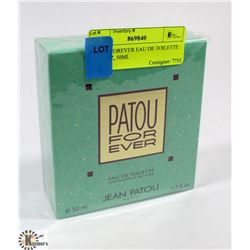 Lot #
Inventory #
869840
LOT
FOREVER EAU DE TOILETTE
, 50ML
Consignor: 7755
PATOU
FOR
EVER
EAU DE TOILETTE
JEAN PATOU
PARIS
e 50 ml
1.7 fl. oz